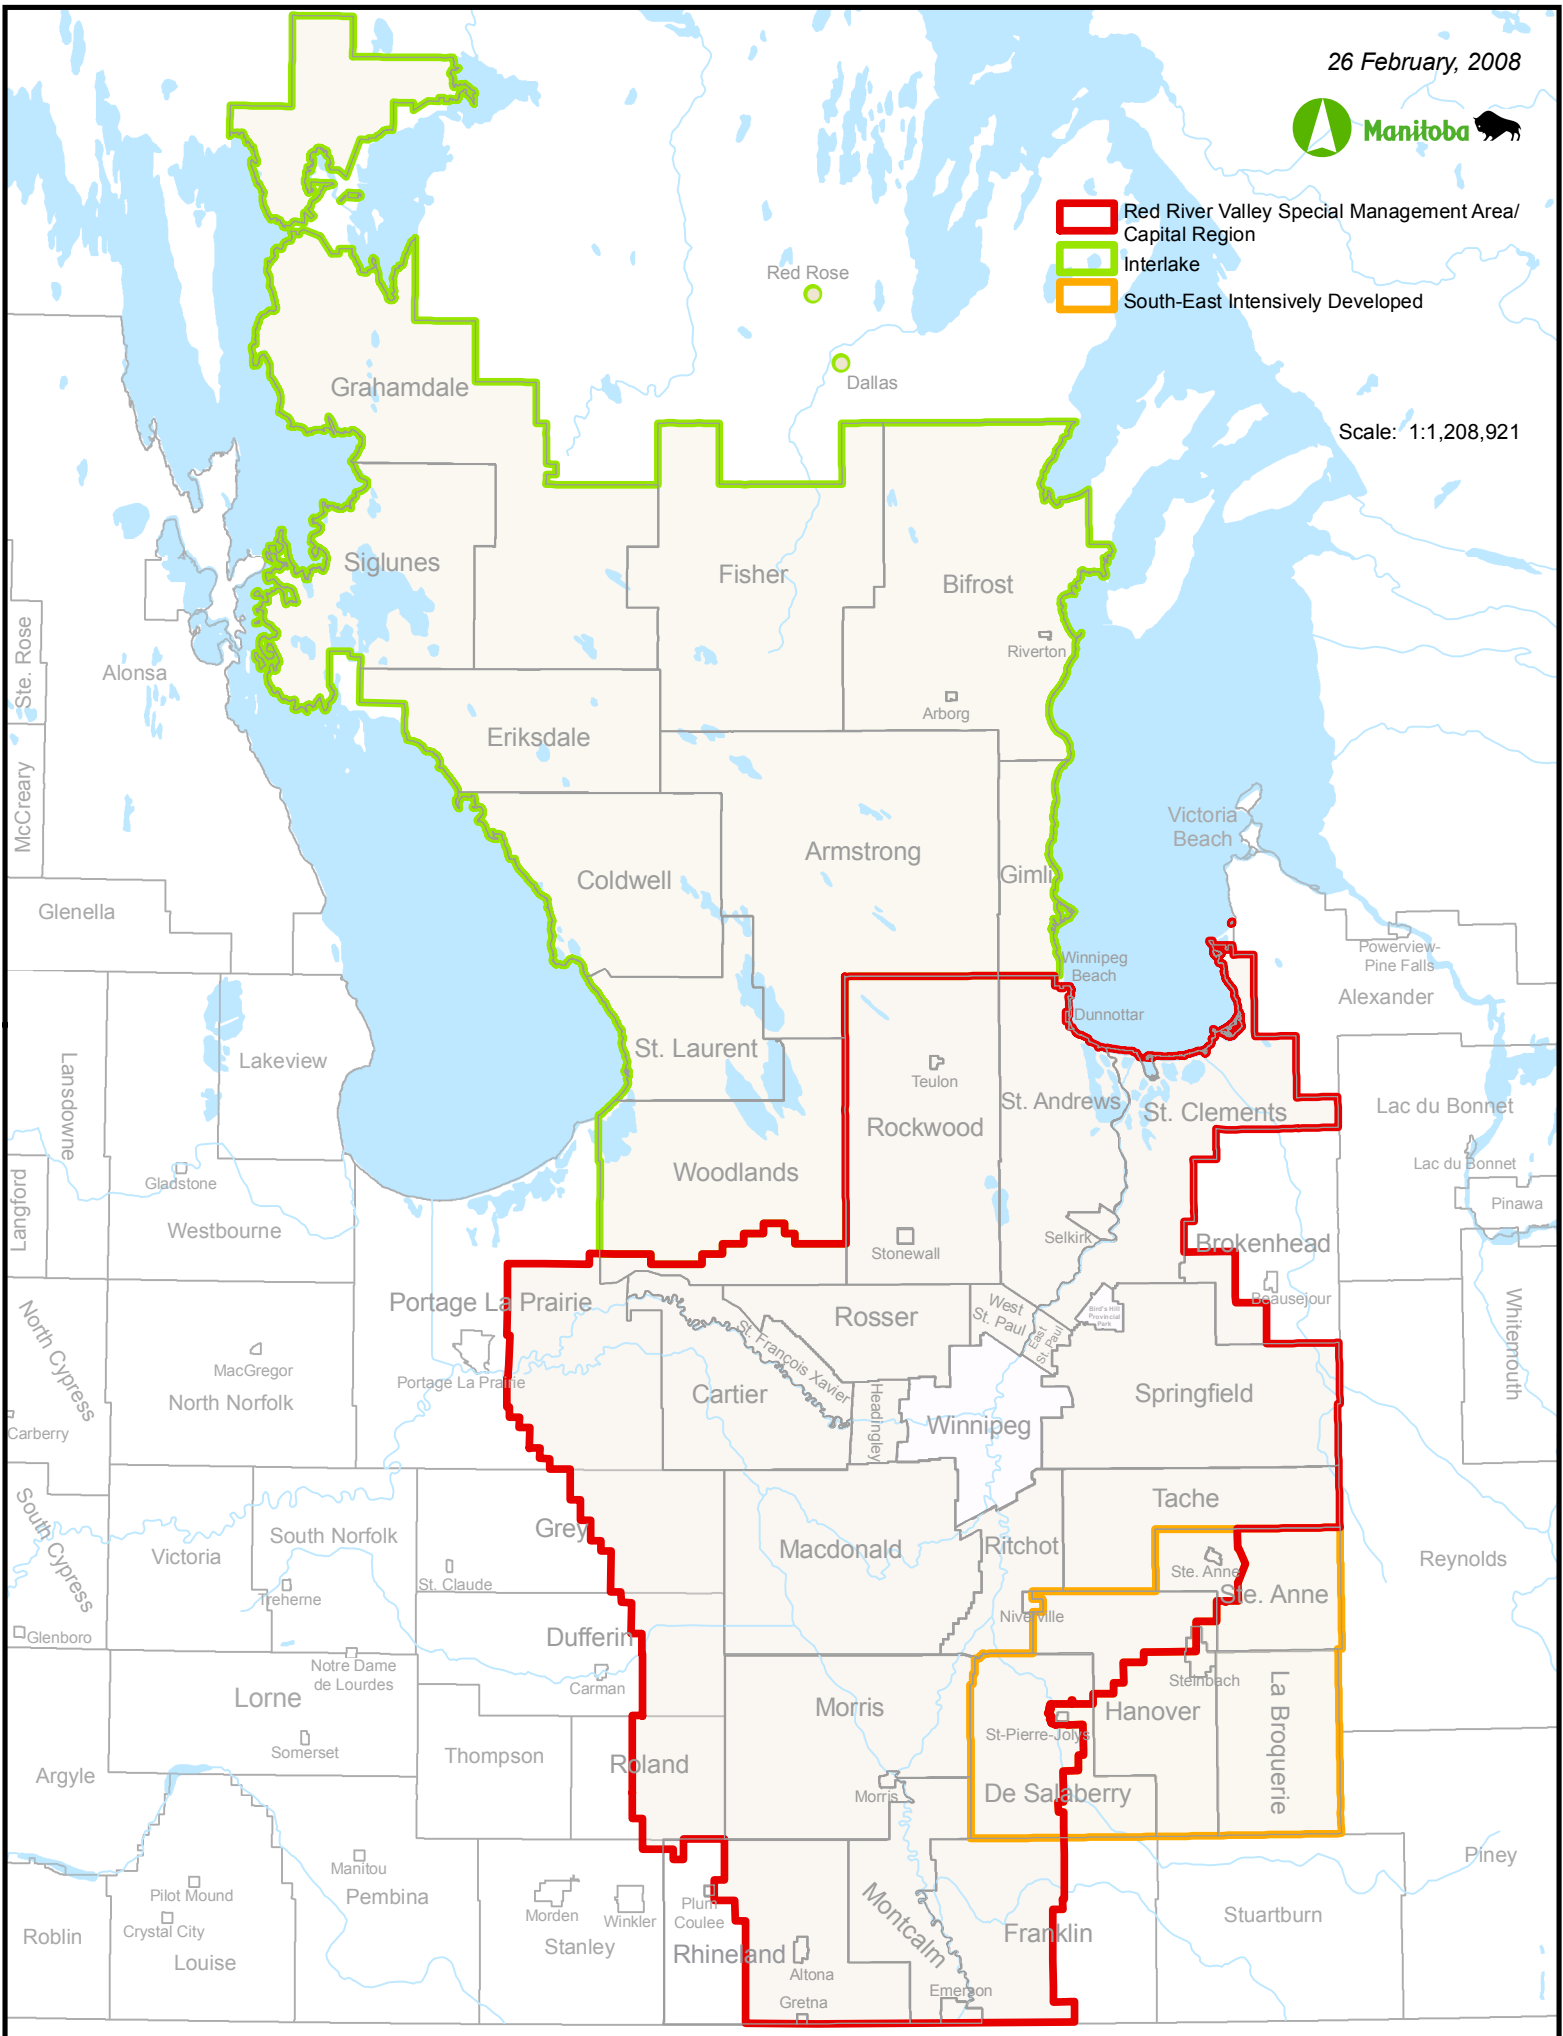 26 February, 2008
Manitoba
Red River Valley Special Management Area/
Capital Region
Interlake
South-East Intensively Developed
Scale: 1:1,208,921
Red Rose
Dallas
Grahamdale
Siglunes
Fisher
Bifrost
Riverton
Arborg
Ste. Rose
Alonsa
McCreary
Eriksdale
Armstrong
Gimli
Victoria
Beach
Coldwell
Glenella
Winnipeg
Beach
Dunnottar
Powerview-
Pine Falls
Alexander
Lansdowne
Lakeview
St. Laurent
Teulon
Rockwood
St. Andrews
St. Clements
Lac du Bonnet
Lac du Bonnet
Pinawa
Langford
Gladstone
Westbourne
Woodlands
Stonewall
Selkirk
Brokenhead
Beausejour
Whitemouth
North Cypress
MacGregor
North Norfolk
Carberry
Portage La Prairie
Portage La Prairie
Rosser
West
St. Paul
East
St. Paul
Bird's Hill
Provincial
Park
St. François Xavier
Cartier
Headingley
Winnipeg
Springfield
South Cypress
Victoria
South Norfolk
Treherne
St. Claude
Grey
Macdonald
Ritchot
Tache
Ste. Anne
Ste. Anne
Reynolds
Glenboro
Notre Dame
de Lourdes
Lorne
Somerset
Dufferin
Carman
Niverville
Steinbach
Hanover
La Broquerie
Morris
St-Pierre-Jolys
De Salaberry
Morris
Argyle
Thompson
Roland
Manitou
Pilot Mound
Pembina
Crystal City
Roblin
Louise
Morden
Winkler
Stanley
Plum
Coulee
Rhineland
Altona
Gretna
Montcalm
Emerson
Franklin
Stuartburn
Piney